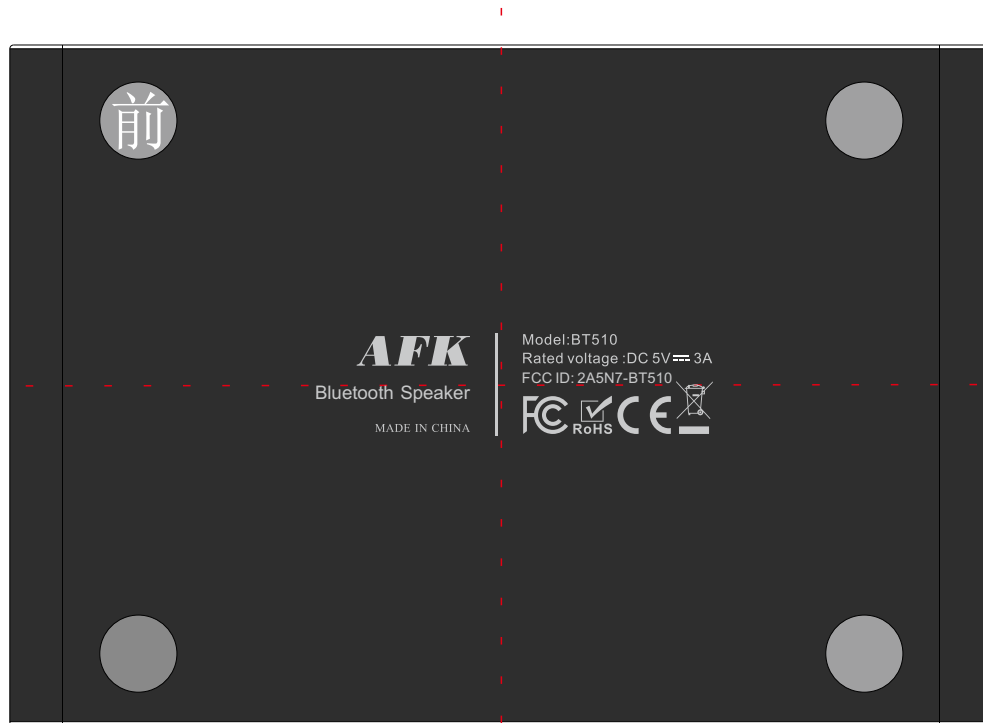 前
AFK
Bluetooth Speaker
MADE IN CHINA
Model:BT510
Rated voltage :DC 5V⎓3A
FCC ID: 2A5N7-BT510
FC RoHS CE